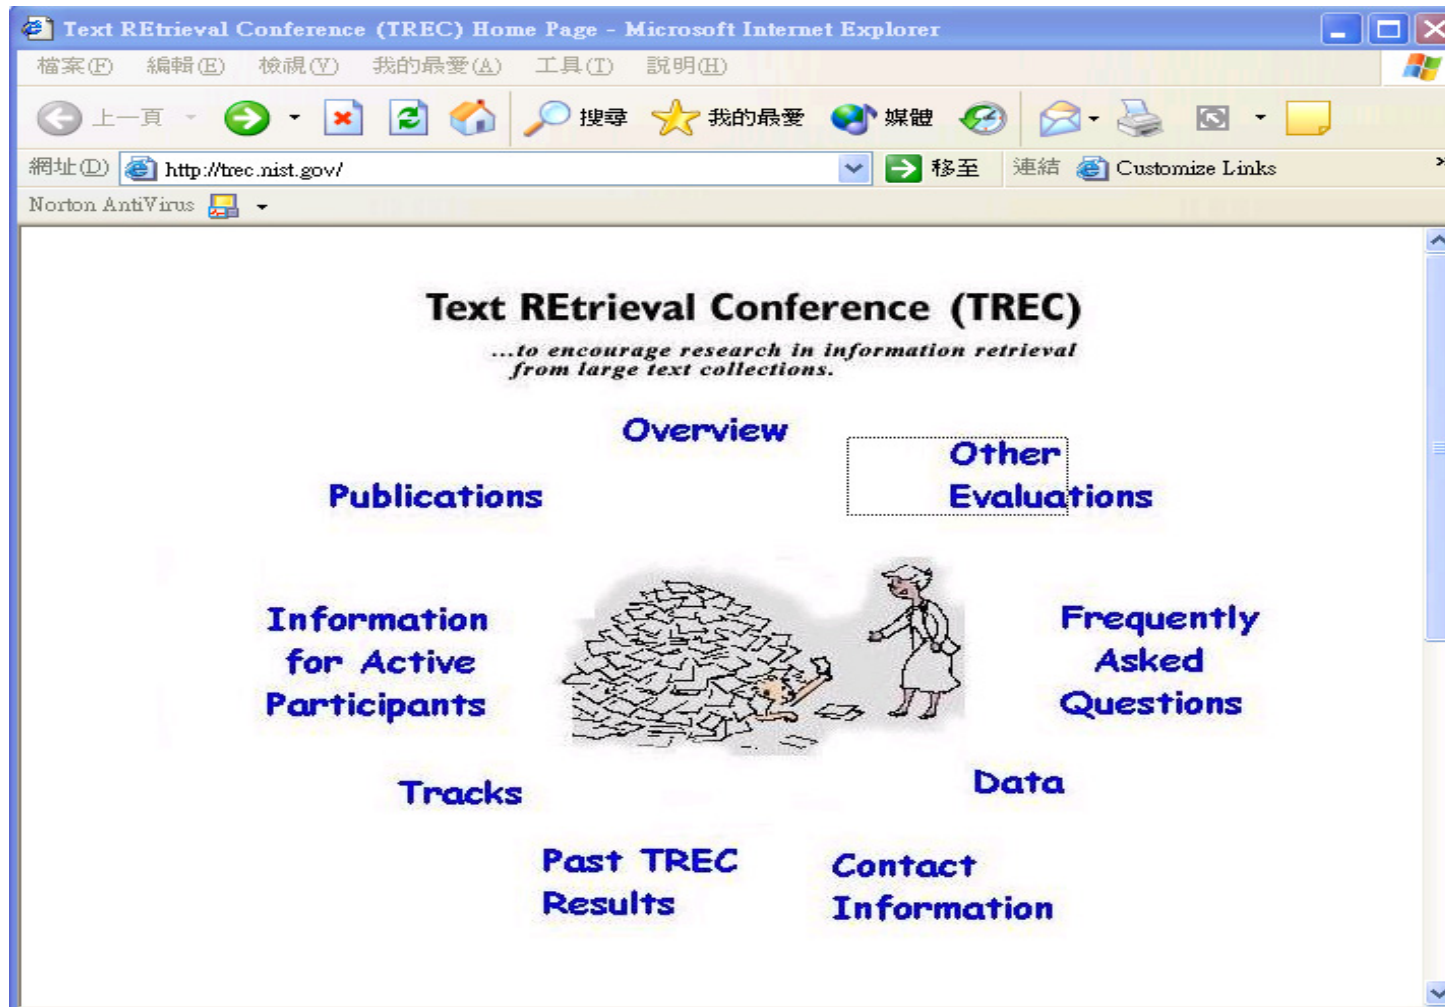 Text REtrieval Conference (TREC) Home Page - Microsoft Internet Explorer
檔案(F) 編輯(E) 檢視(V) 我的最愛(A) 工具(T) 說明(H)
上一頁 搜尋 我的最愛 媒體
網址(D) http://trec.nist.gov/ 移至 連結 Customize Links
Norton AntiVirus
Text REtrieval Conference (TREC)
...to encourage research in information retrieval
from large text collections.
Overview
Other
Evaluations
Publications
Information
for Active
Participants
Frequently
Asked
Questions
Tracks
Data
Past TREC
Results
Contact
Information